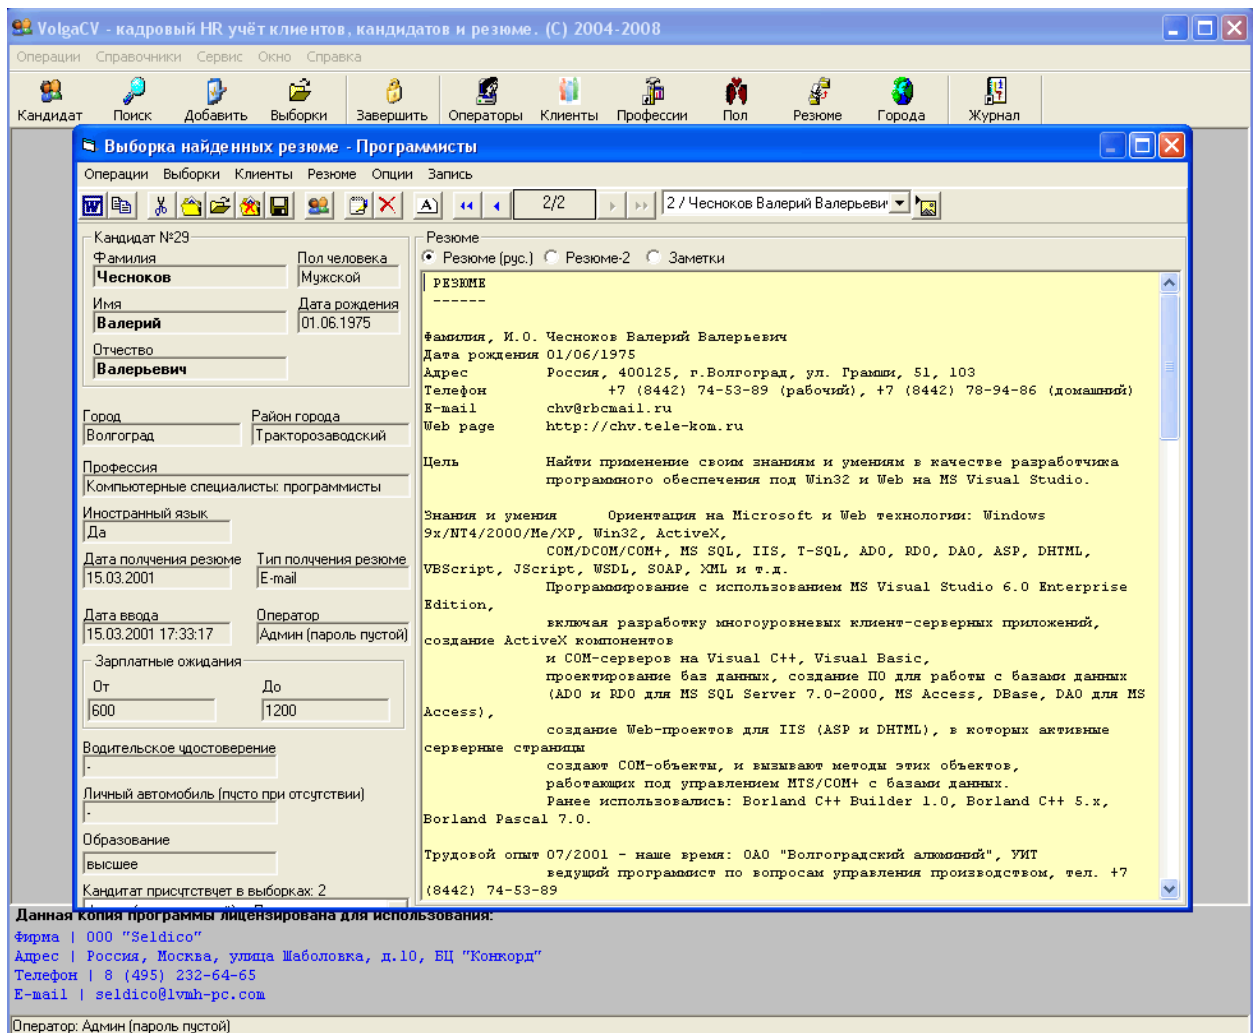 VolgaCV - кадровый HR учёт клиентов, кандидатов и резюме. (C) 2004-2008
Операции Справочники Сервис Окно Справка
Кандидат Поиск Добавить Выборки Завершить Операторы Клиенты Профессии Пол Резюме Города Журнал
Выборка найденных резюме - Программисты
Операции Выборки Клиенты Резюме Опции Запись
2/2
2 / Чесноков Валерий Валерьеви
Кандидат №29
Фамилия Пол человека
Чесноков Мужской
Имя Дата рождения
Валерий 01.06.1975
Отчество
Валерьевич
Город Район города
Волгоград Тракторозаводский
Профессия
Компьютерные специалисты: программисты
Иностранный язык
Да
Дата получения резюме Тип получения резюме
15.03.2001 E-mail
Дата ввода Оператор
15.03.2001 17:33:17 Админ (пароль пустой)
Зарплатные ожидания
От До
600 1200
Водительское удостоверение
-
Личный автомобиль (пусто при отсутствии)
-
Образование
высшее
Кандитат присутствует в выборках: 2
Резюме
Резюме (рус.) Резюме-2 Заметки
РЕЗЮМЕ
------
Фамилия, И.О. Чесноков Валерий Валерьевич
Дата рождения 01/06/1975
Адрес Россия, 400125, г.Волгоград, ул. Грамши, 51, 103
Телефон +7 (8442) 74-53-89 (рабочий), +7 (8442) 78-94-86 (домашний)
E-mail chv@rbcmail.ru
Web page http://chv.tele-kom.ru
Цель Найти применение своим знаниям и умениям в качестве разработчика
программного обеспечения под Win32 и Web на MS Visual Studio.
Знания и умения Ориентация на Microsoft и Web технологии: Windows
9x/NT4/2000/Me/XP, Win32, ActiveX,
COM/DCOM/COM+, MS SQL, IIS, T-SQL, ADO, RDO, DAO, ASP, DHTML,
VBScript, JScript, WSDL, SOAP, XML и т.д.
Программирование с использованием MS Visual Studio 6.0 Enterprise
Edition,
включая разработку многоуровневых клиент-серверных приложений,
создание ActiveX компонентов
и COM-серверов на Visual C++, Visual Basic,
проектирование баз данных, создание ПО для работы с базами данных
(ADO и RDO для MS SQL Server 7.0-2000, MS Access, DBase, DAO для MS
Access),
создание Web-проектов для IIS (ASP и DHTML), в которых активные
серверные страницы
создают COM-объекты, и вызывают методы этих объектов,
работающих под управлением MTS/COM+ с базами данных.
Ранее использовались: Borland C++ Builder 1.0, Borland C++ 5.x,
Borland Pascal 7.0.
Трудовой опыт 07/2001 - наше время: ОАО "Волгоградский алюминий", УИТ
ведущий программист по вопросам управления производством, тел. +7
(8442) 74-53-89
Данная копия программы лицензирована для использования:
Фирма | ООО "Seldico"
Адрес | Россия, Москва, улица Шаболовка, д.10, БЦ "Конкорд"
Телефон | 8 (495) 232-64-65
E-mail | seldico@lvmh-pc.com
Оператор: Админ (пароль пустой)